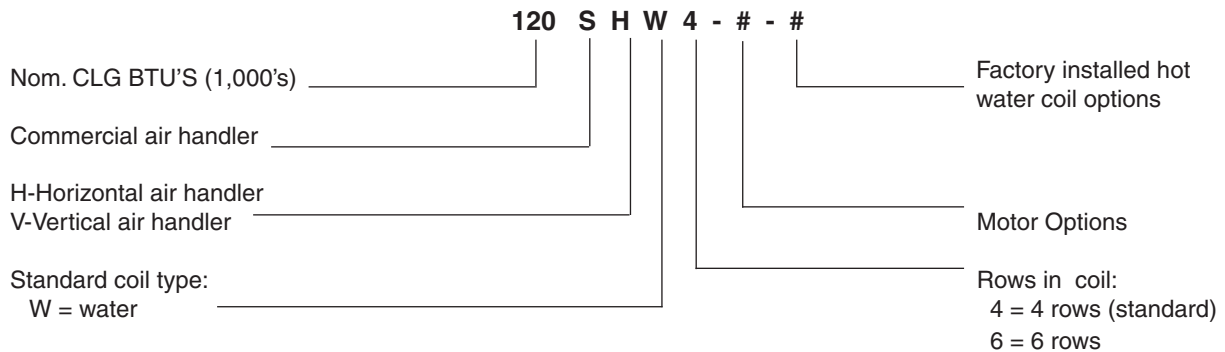 120 S H W 4 - # - #
Nom. CLG BTU'S (1,000's)
Commercial air handler
H-Horizontal air handler
V-Vertical air handler
Standard coil type:
W = water
Factory installed hot
water coil options
Motor Options
Rows in coil:
4 = 4 rows (standard)
6 = 6 rows